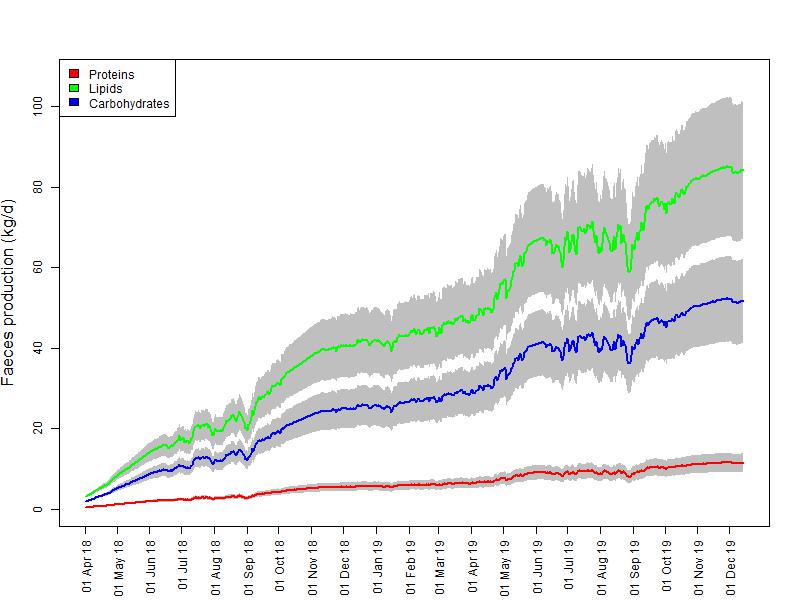 Proteins
Lipids
Carbohydrates
Faeces production (kg/d)
100
80
60
40
20
0
01 Apr 18
01 May 18
01 Jun 18
01 Jul 18
01 Aug 18
01 Sep 18
01 Oct 18
01 Nov 18
01 Dec 18
01 Jan 19
01 Feb 19
01 Mar 19
01 Apr 19
01 May 19
01 Jun 19
01 Jul 19
01 Aug 19
01 Sep 19
01 Oct 19
01 Nov 19
01 Dec 19